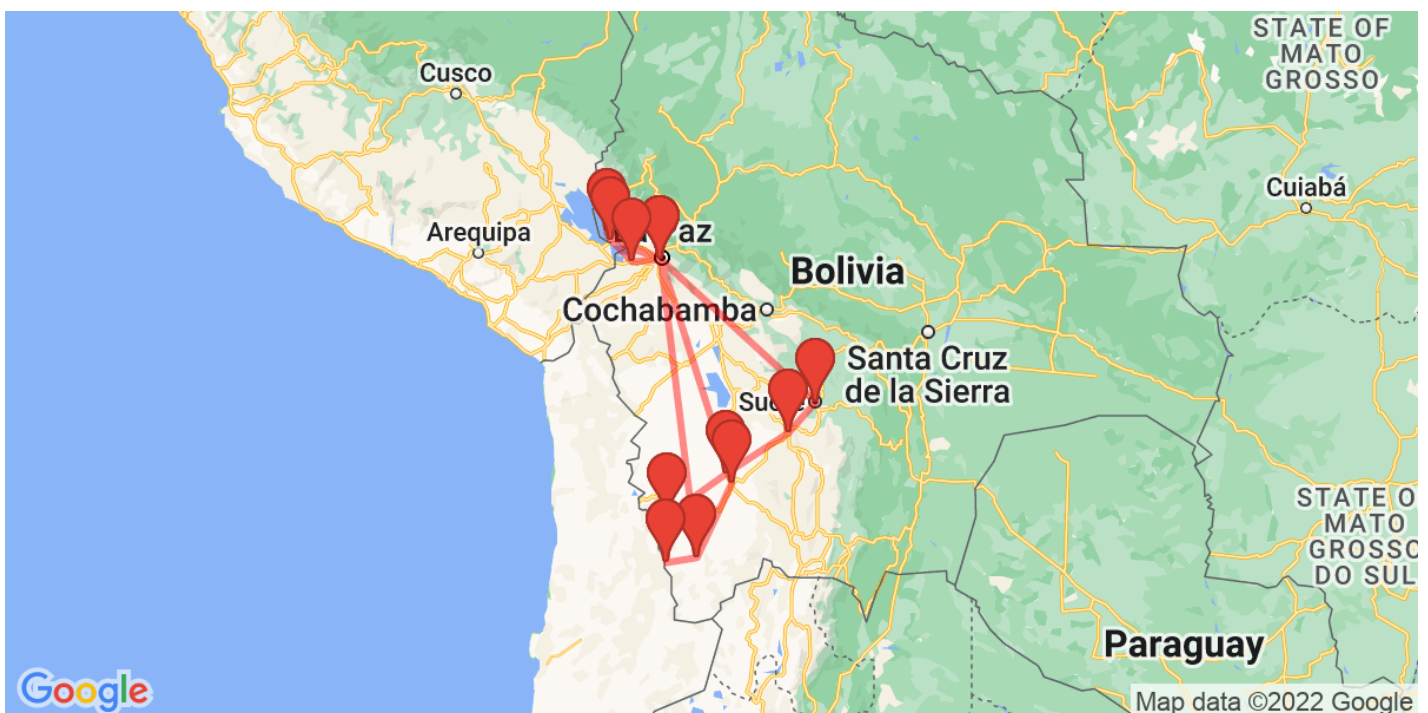 STATE OF
MATO
GROSSO
Cusco
Cuiabá
Arequipa
Paz
Bolivia
Cochabamba
Santa Cruz
de la Sierra
STATE O
MATO
GROSSO
DO SUL
Paraguay
Google
Map data ©2022 Google